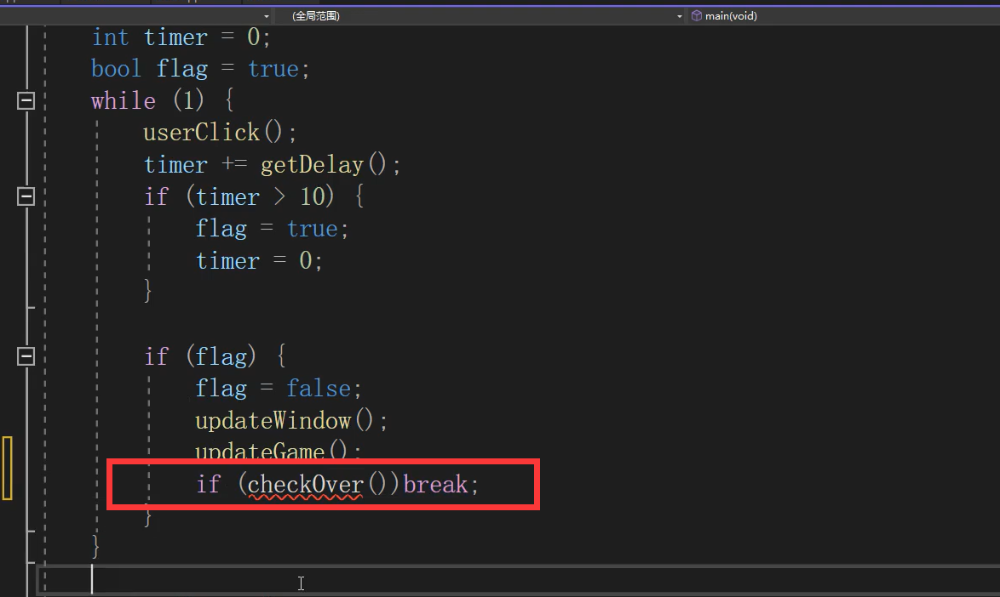 (全局范围) main(void)
int timer = 0;
bool flag = true;
while (1) {
userClick();
timer += getDelay();
if (timer > 10) {
flag = true;
timer = 0;
}
if (flag) {
flag = false;
updateWindow();
updateGame();
if (checkOver())break;
}
}